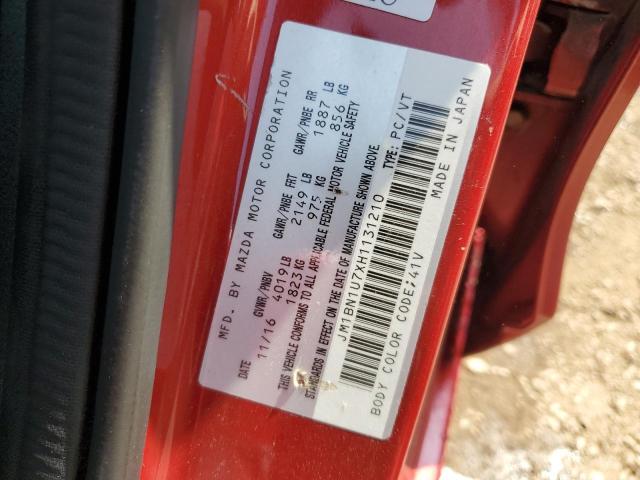 MFD. BY MAZDA MOTOR CORPORATION
DATE GVWR/PNBV GAWR/PNBE FRT GAWR/PNBE RR
11/16 4019 LB 2149 LB 1887 LB
1823 KG 975 KG 856 KG
THIS VEHICLE CONFORMS TO ALL APPLICABLE FEDERAL MOTOR VEHICLE SAFETY
STANDARDS IN EFFECT ON THE DATE OF MANUFACTURE SHOWN ABOVE
JM1BN1U7XH1131210 TYPE: PC/VT
BODY COLOR CODE:41V MADE IN JAPAN